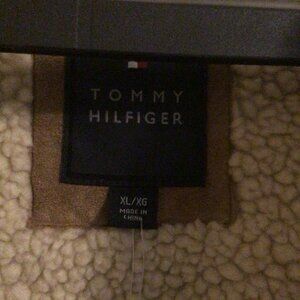 TOMMY
HILFIGER
XL/XG
MADE IN
CHINA